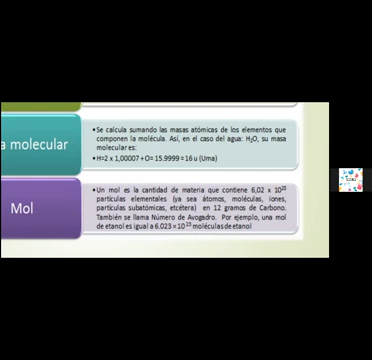 a molecular
•Se calcula sumando las masas atómicas de los elementos que
componen la molécula. Así, en el caso del agua: H₂O, su masa
molecular es:
•H=2 x 1,00007 + O= 15.9999 = 16 u (Uma)
Mol
•Un mol es la cantidad de materia que contiene 6,02 x 10²³
partículas elementales (ya sea átomos, moléculas, iones,
partículas subatómicas, etcétera) en 12 gramos de Carbono.
También se llama Número de Avogadro. Por ejemplo, una mol
de etanol es igual a 6.023 × 10²³ moléculas de etanol